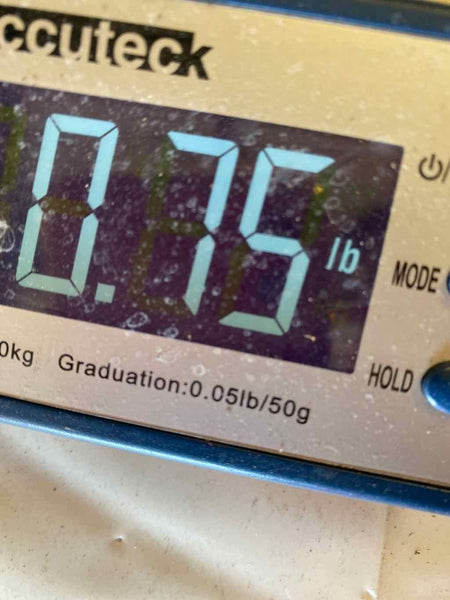 ccuteck
0.75 lb
MODE
HOLD
0kg Graduation:0.05lb/50g